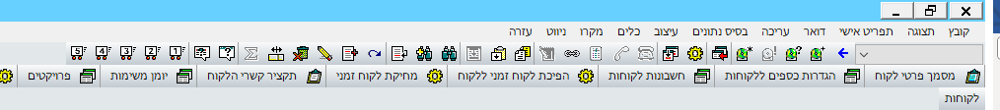 קובץ תצוגה תפריט אישי דואר עריכה בסיס נתונים עיצוב כלים מקרו ניווט עזרה
5 4 3 2 1
מסמך פרטי לקוח הגדרות כספים ללקוחות חשבונות לקוחות הפיכת לקוח זמני ללקוח מחיקת לקוח זמני תקציר קשרי הלקוח יומן משימות פרויקטים
לקוחות